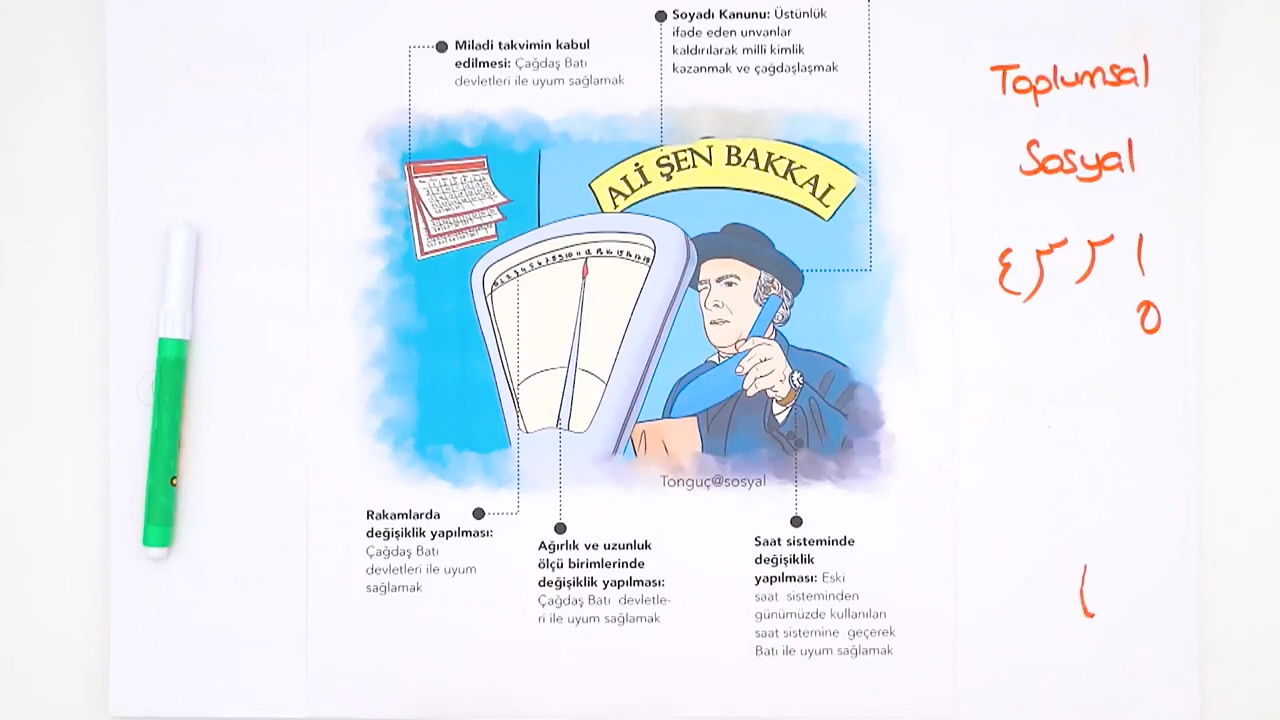 Soyadı Kanunu: Üstünlük
ifade eden unvanlar
kaldırılarak milli kimlik
kazanmak ve çağdaşlaşmak
Miladi takvimin kabul
edilmesi: Çağdaş Batı
devletleri ile uyum sağlamak
Toplumsal
Sosyal
ALİ ŞEN BAKKAL
١ ٢ ٣ ٤
Tonguç@sosyal
Rakamlarda
değişiklik yapılması:
Çağdaş Batı
devletleri ile uyum
sağlamak
Ağırlık ve uzunluk
ölçü birimlerinde
değişiklik yapılması:
Çağdaş Batı devletle-
ri ile uyum sağlamak
Saat sisteminde
değişiklik
yapılması: Eski
saat sisteminden
günümüzde kullanılan
saat sistemine geçerek
Batı ile uyum sağlamak